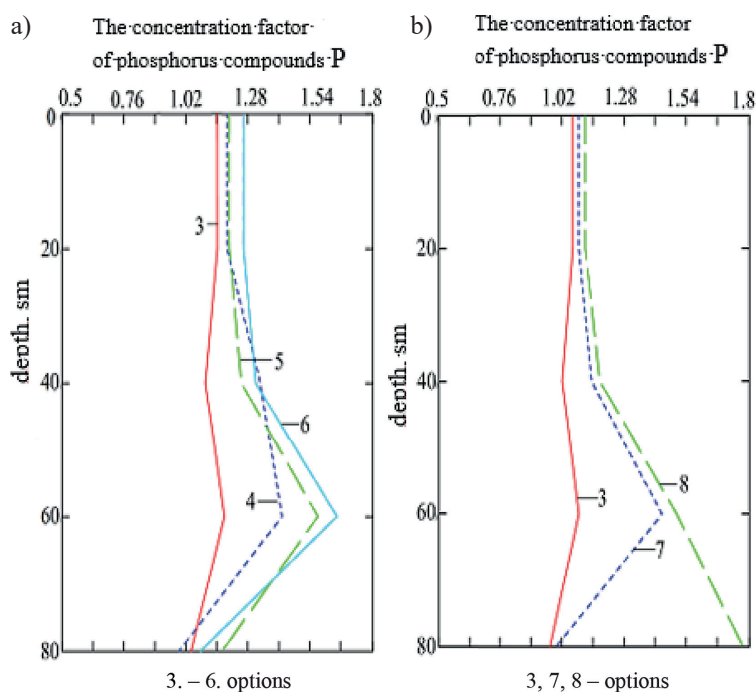 a)
The concentration factor
of phosphorus compounds P
0.5 0.76 1.02 1.28 1.54 1.8
0
20
40
60
80
depth. sm
3
5
6
4
3. – 6. options
b)
The concentration factor
of phosphorus compounds P
0.5 0.76 1.02 1.28 1.54 1.8
0
20
40
60
80
depth. sm
3
8
7
3, 7, 8 – options